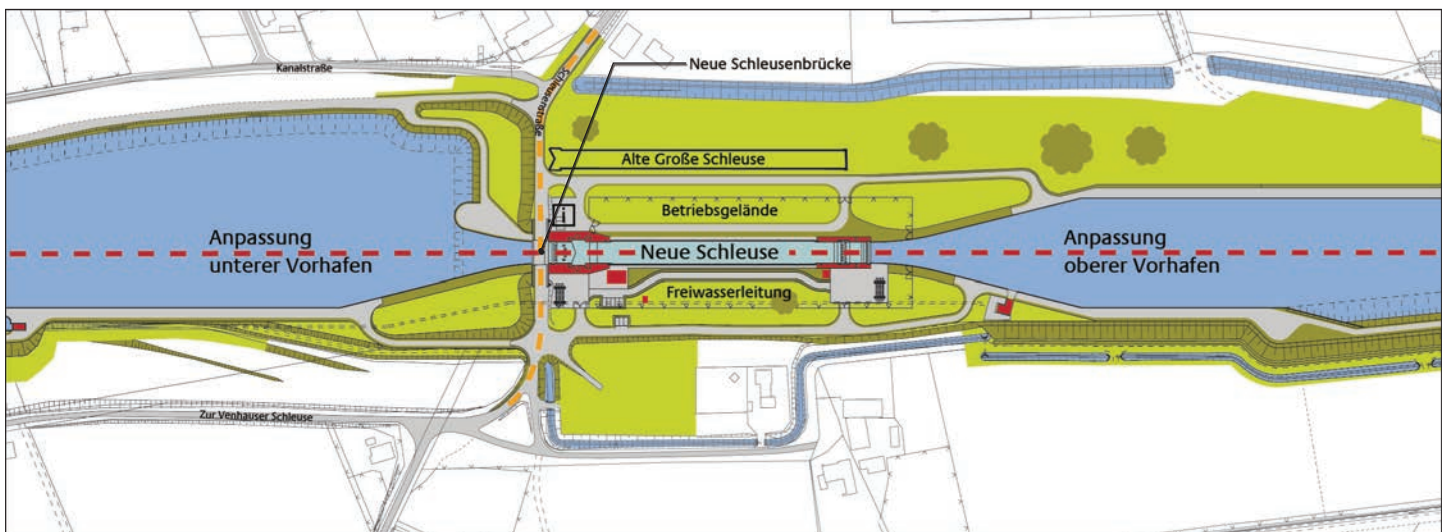 Kanalstraße
Schleusenstraße
Neue Schleusenbrücke
Alte Große Schleuse
Betriebsgelände
i
Anpassung
unterer Vorhafen
Neue Schleuse
Anpassung
oberer Vorhafen
Freiwasserleitung
Zur Venhauser Schleuse